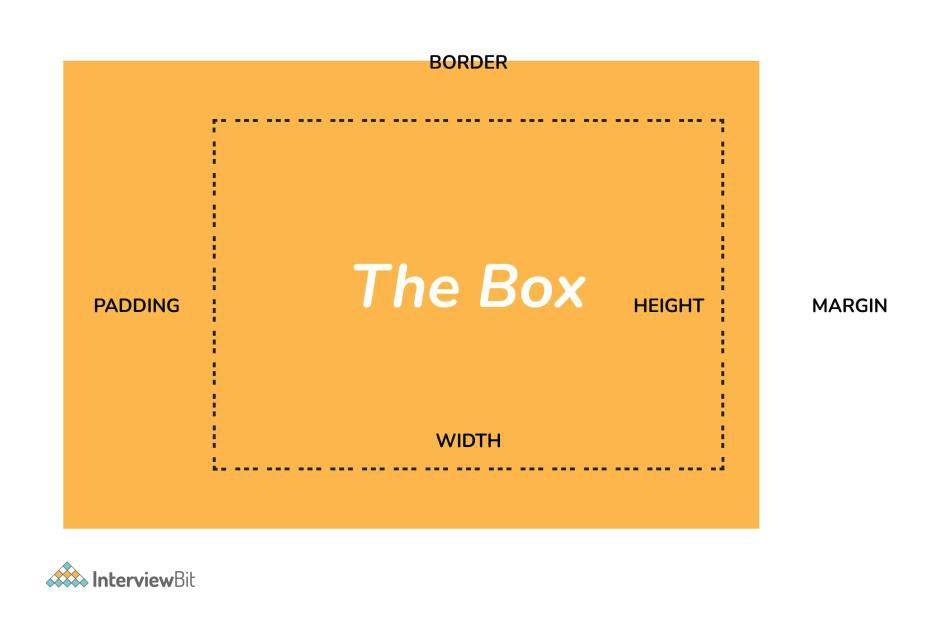 BORDER
The Box
PADDING
HEIGHT
MARGIN
WIDTH
InterviewBit